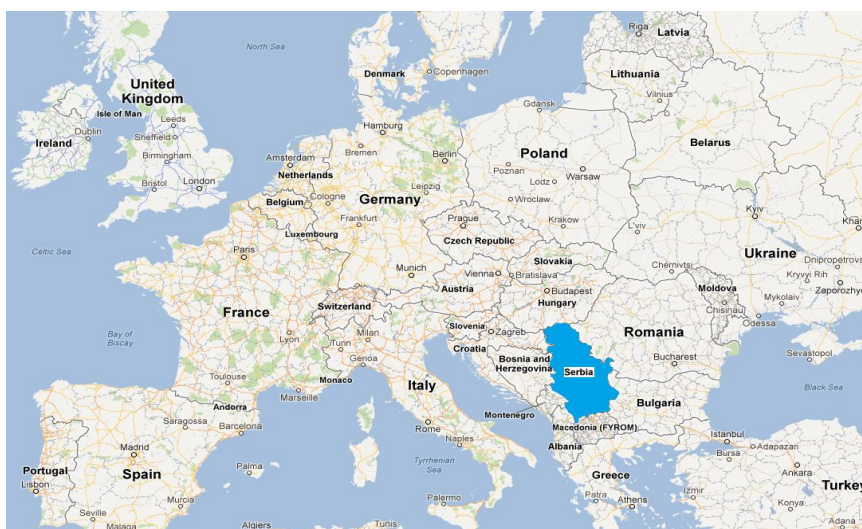 North Sea
Riga
Latvia
Denmark
Copenhagen
Lithuania
Vilnius
United
Kingdom
Leeds
Isle of Man
Dublin
Sheffield
Ireland
Birmingham
Bristol
London
Gdansk
Hamburg
Bremen
Berlin
Amsterdam
Netherlands
Poland
Poznan
Lodz
Warsaw
Belarus
Belgium
Cologne
Germany
Leipzig
Wroclaw
Frankfurt
Luxembourg
Prague
Krakow
Czech Republic
L'viv
Kyiv
Ukraine
Celtic Sea
Paris
Slovakia
Chernivtsi
Dnipropetrovs
Kryvyi Rih
Munich
Vienna
Bratislava
Austria
Budapest
Hungary
Moldova
Chisinau
Mykolaiv
Zaporizhy
Odessa
France
Switzerland
Slovenia
Zagreb
Croatia
Romania
Bay of
Biscay
Lyon
Milan
Turin
Genoa
Bosnia and
Herzegovina
Serbia
Bucharest
Sevastopol
Toulouse
Monaco
Marseille
Italy
Black Sea
Andorra
Montenegro
Bulgaria
Saragossa
Barcelona
Rome
Naples
Macedonia (FYROM)
Albania
Istanbul
Adapazari
Bursa
Ankara
Portugal
Lisbon
Madrid
Spain
Palma
Tyrrhenian
Sea
Greece
Turkey
Seville
Murcia
Palermo
Patra
Athens
Izmir
Konya
Malaga
Algiers
Tunis
Adana